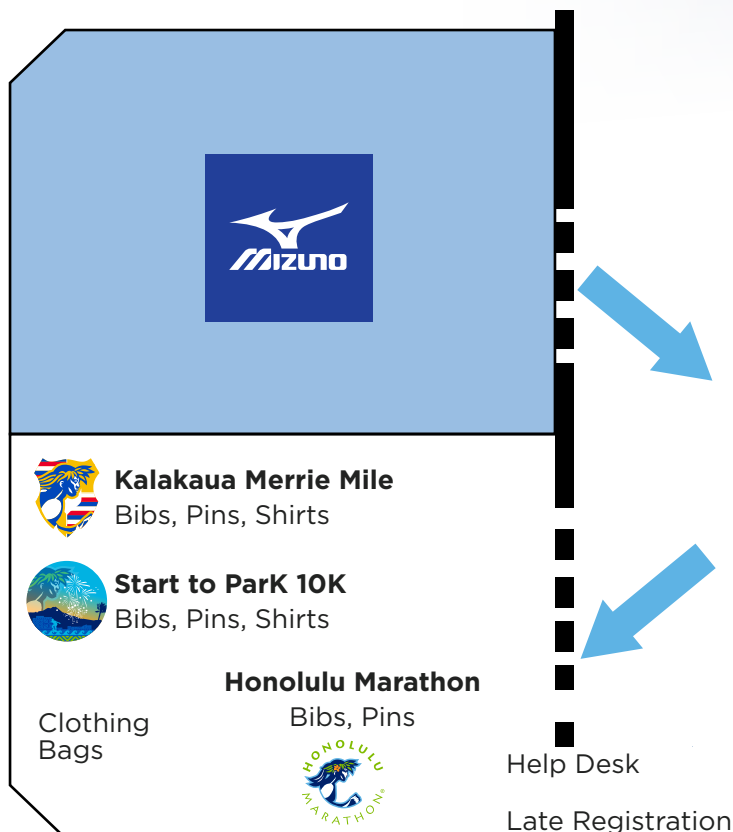 MIZUNO
Kalakaua Merrie Mile
Bibs, Pins, Shirts
Start to ParK 10K
Bibs, Pins, Shirts
Honolulu Marathon
Bibs, Pins
Clothing
Bags
HONOLULU
MARATHON®
Help Desk
Late Registration